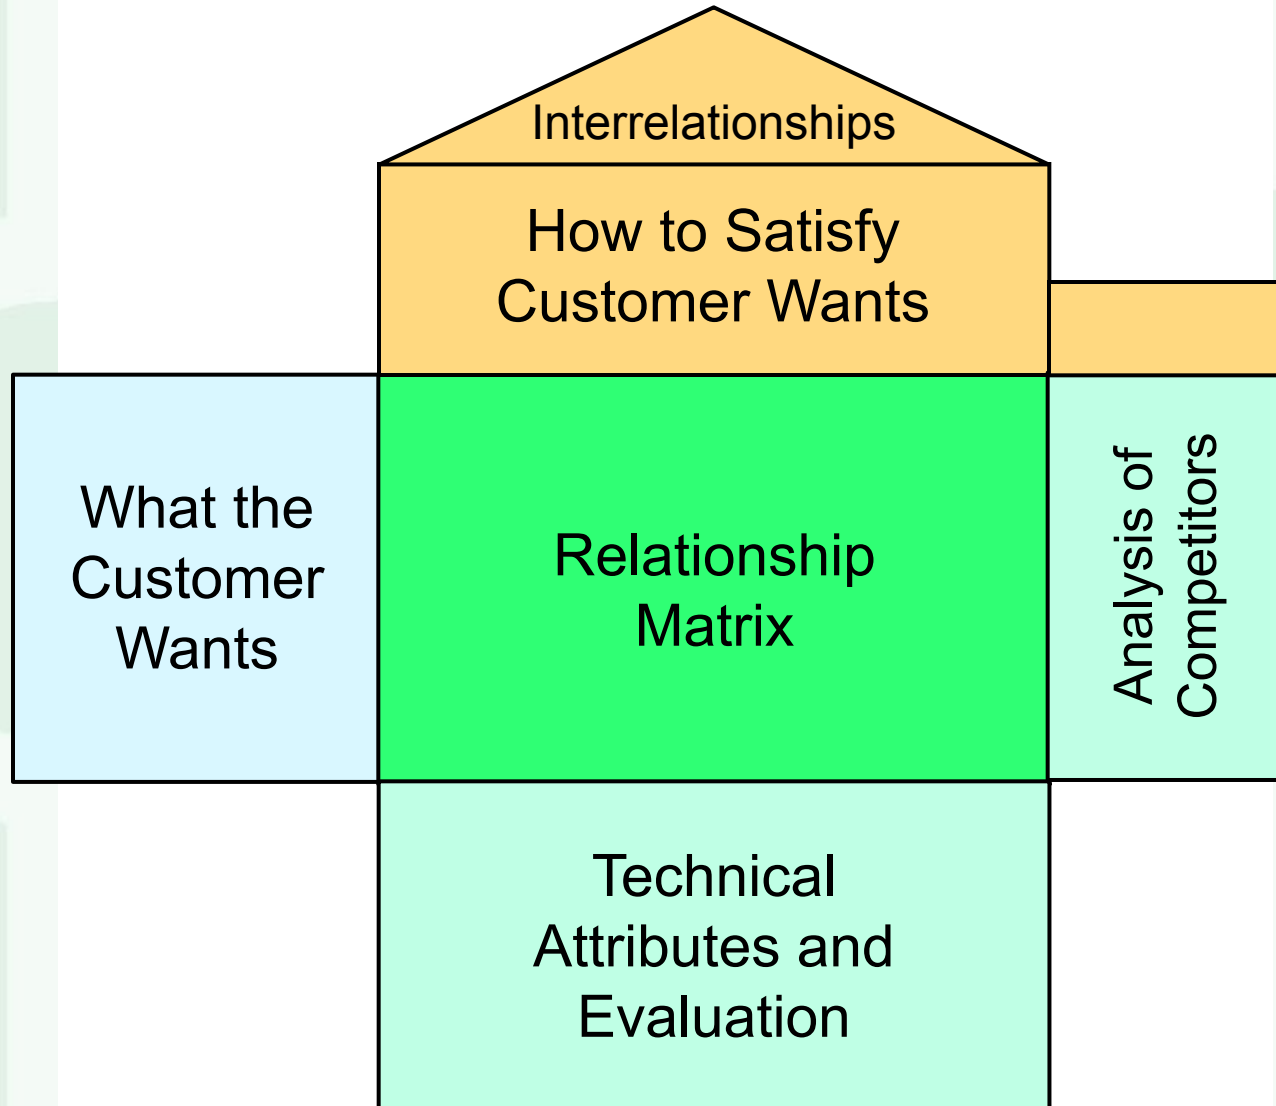 Interrelationships
How to Satisfy
Customer Wants
What the
Customer
Wants
Relationship
Matrix
Analysis of
Competitors
Technical
Attributes and
Evaluation